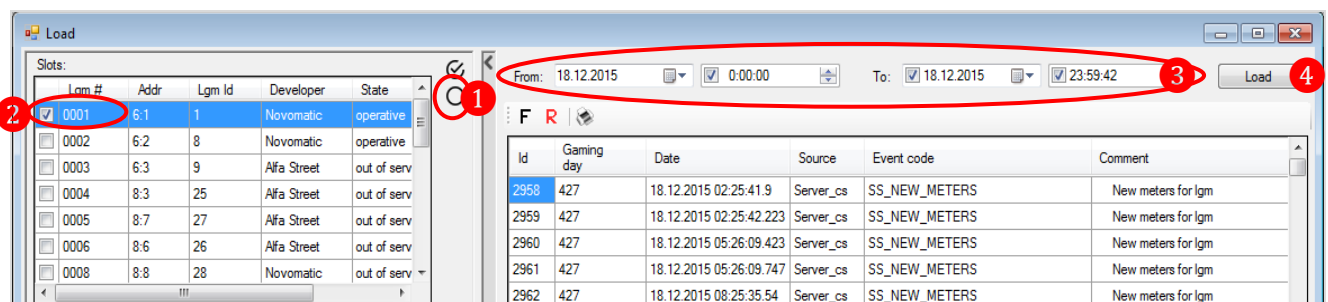 Load
Slots:
Lgm # Addr Lgm Id Developer State
0001 6:1 1 Novomatic operative
0002 6:2 8 Novomatic operative
0003 6:3 9 Alfa Street out of serv
0004 8:3 25 Alfa Street out of serv
0005 8:7 27 Alfa Street out of serv
0006 8:6 26 Alfa Street out of serv
0008 8:8 28 Novomatic out of serv
2
1
From: 18.12.2015 0:00:00 To: 18.12.2015 23:59:42 3 Load 4
F R
Id Gaming day Date Source Event code Comment
2958 427 18.12.2015 02:25:41.9 Server_cs SS_NEW_METERS New meters for lgm
2959 427 18.12.2015 02:25:42.223 Server_cs SS_NEW_METERS New meters for lgm
2960 427 18.12.2015 05:26:09.423 Server_cs SS_NEW_METERS New meters for lgm
2961 427 18.12.2015 05:26:09.747 Server_cs SS_NEW_METERS New meters for lgm
2962 427 18.12.2015 08:25:35.54 Server_cs SS_NEW_METERS New meters for lgm